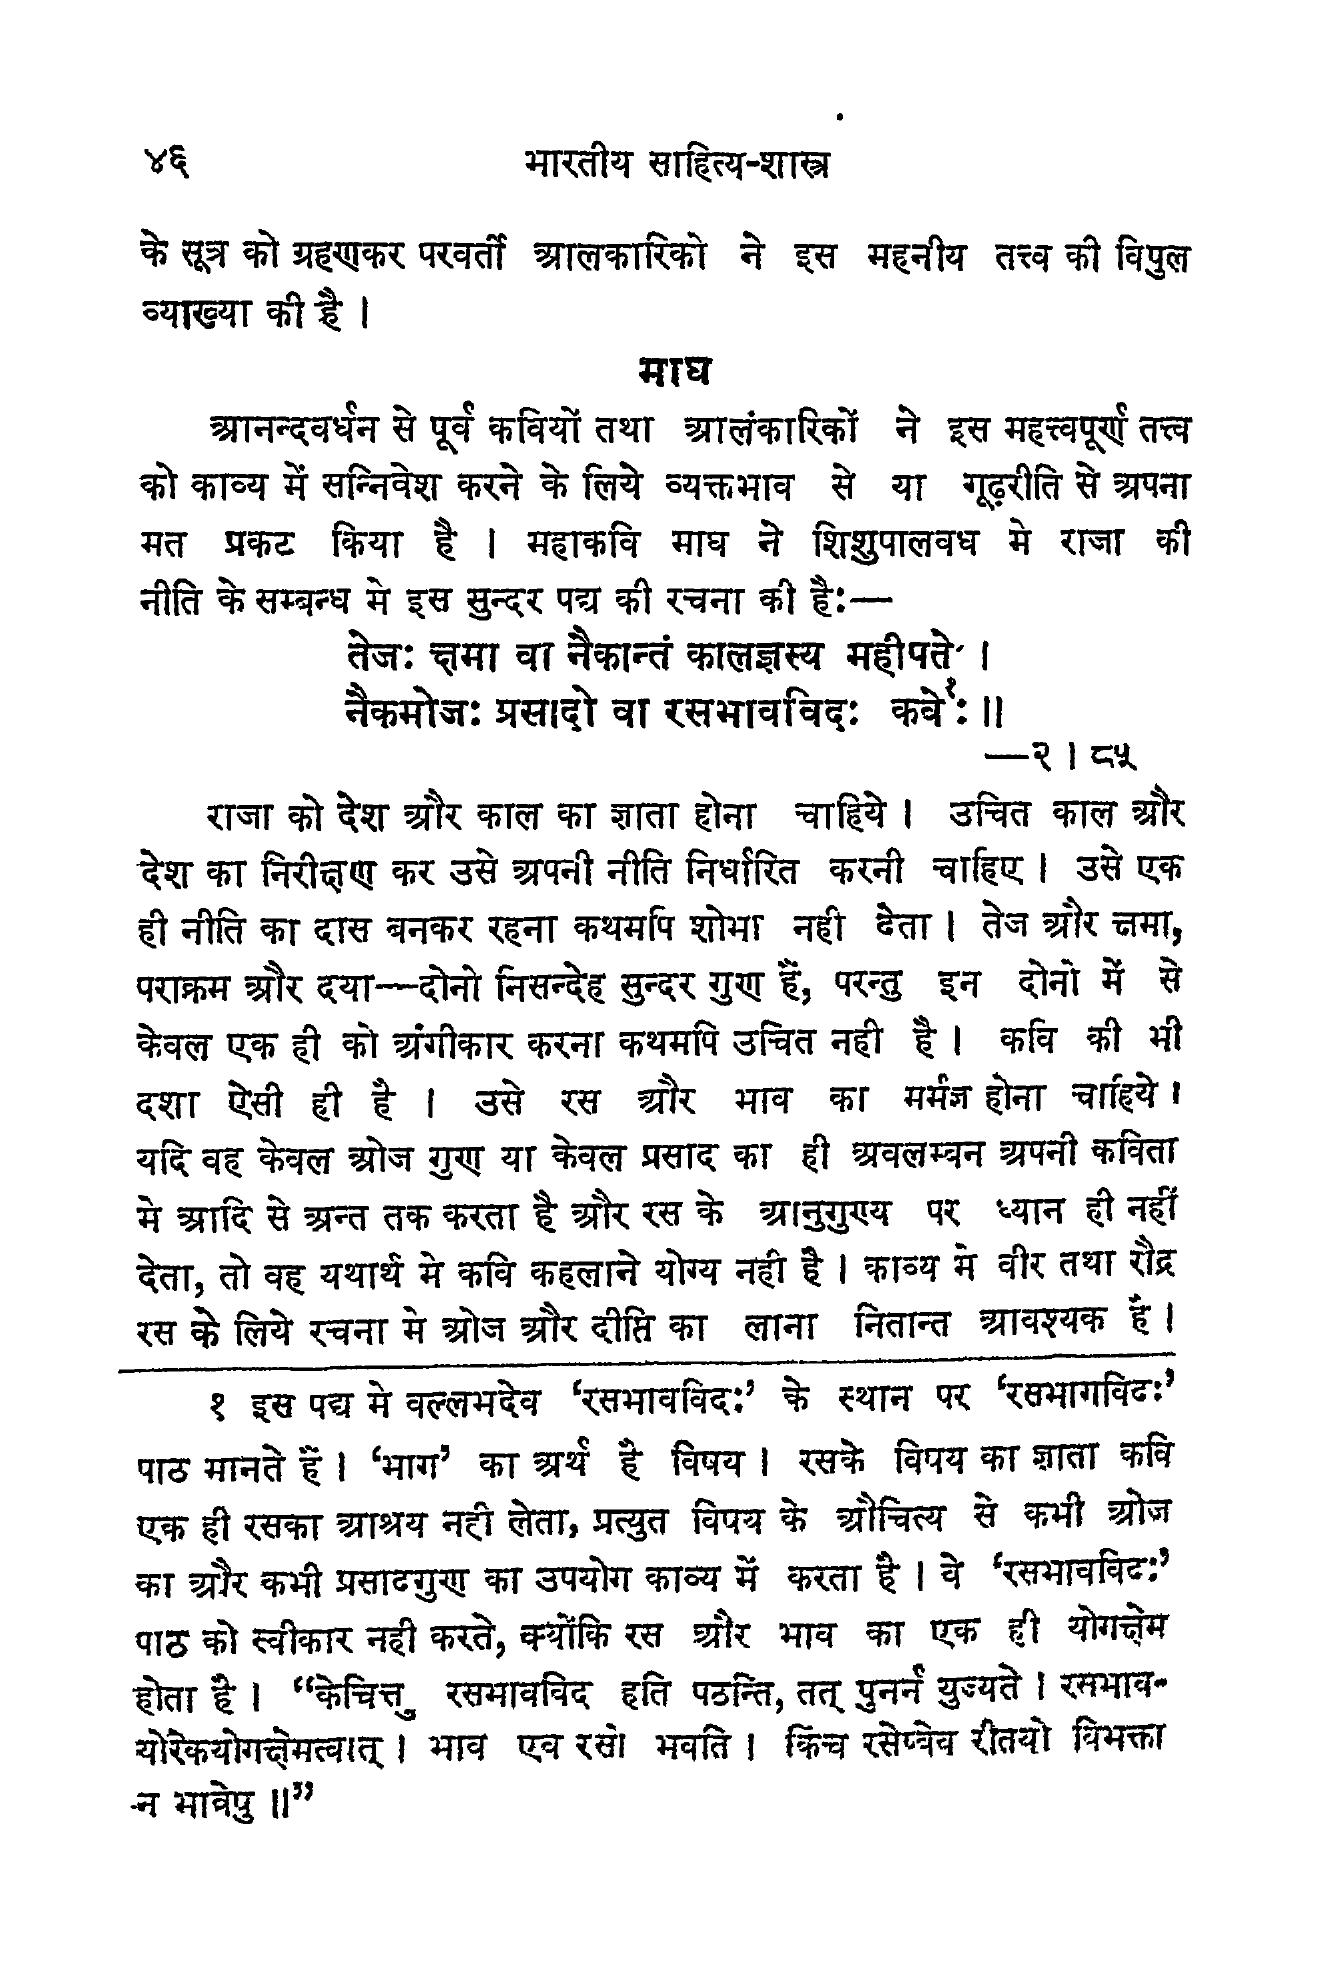 ४६ भारतीय साहित्य-शास्त्र
के सूत्र को ग्रहणकर परवर्ती आलकारिको ने इस महनीय तत्त्व की विपुल
व्याख्या की है ।
माघ
आनन्दवर्धन से पूर्व कवियों तथा आलंकारिकों ने इस महत्त्वपूर्ण तत्त्व
को काव्य में सन्निवेश करने के लिये व्यक्तभाव से या गूढ़रीति से अपना
मत प्रकट किया है । महाकवि माघ ने शिशुपालवध मे राजा की
नीति के सम्बन्ध मे इस सुन्दर पद्य की रचना की है:—
तेजः क्षमा वा नैकान्तं कालज्ञस्य महीपतेः ।
नैकमोजः प्रसादो वा रसभावविदः कवेः१ ॥
—२ । ८५
राजा को देश और काल का ज्ञाता होना चाहिये । उचित काल और
देश का निरीक्षण कर उसे अपनी नीति निर्धारित करनी चाहिए । उसे एक
ही नीति का दास बनकर रहना कथमपि शोभा नही देता । तेज और क्षमा,
पराक्रम और दया—दोनो निसन्देह सुन्दर गुण हैं, परन्तु इन दोनो में से
केवल एक ही को अंगीकार करना कथमपि उचित नही है । कवि की भी
दशा ऐसी ही है । उसे रस और भाव का मर्मज्ञ होना चाहिये ।
यदि वह केवल ओज गुण या केवल प्रसाद का ही अवलम्बन अपनी कविता
मे आदि से अन्त तक करता है और रस के आनुगुण्य पर ध्यान ही नहीं
देता, तो वह यथार्थ मे कवि कहलाने योग्य नही है । काव्य मे वीर तथा रौद्र
रस के लिये रचना मे ओज और दीप्ति का लाना नितान्त आवश्यक है ।
१ इस पद्य मे वल्लभदेव ‘रसभावविदः’ के स्थान पर ‘रसभागविदः’
पाठ मानते हैं । ‘भाग’ का अर्थ है विषय । रसके विषय का ज्ञाता कवि
एक ही रसका आश्रय नही लेता, प्रत्युत विषय के औचित्य से कभी ओज
का और कभी प्रसादगुण का उपयोग काव्य में करता है । वे ‘रसभावविदः’
पाठ को स्वीकार नही करते, क्योंकि रस और भाव का एक ही योगक्षेम
होता है । “केचित्तु रसभावविद इति पठन्ति, तत् पुनर्न युज्यते । रसभाव-
योरेकयोगक्षेमत्वात् । भाव एव रसो भवति । किंच रसेष्वेव रीतयो विभक्ता
न भावेषु ॥”